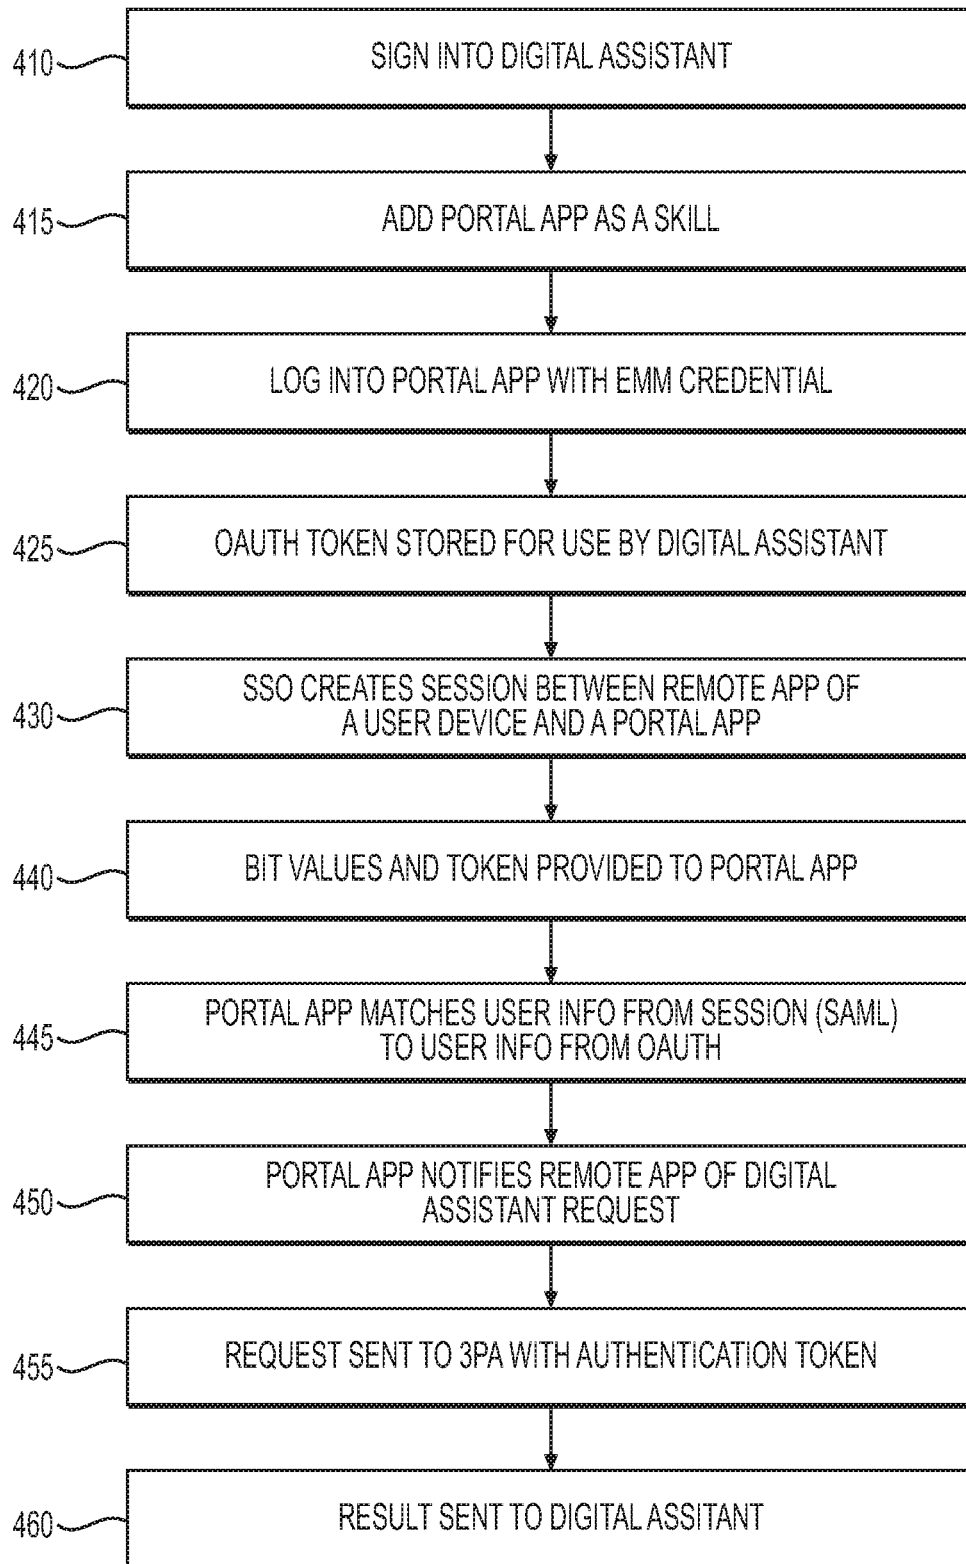 410
SIGN INTO DIGITAL ASSISTANT
415
ADD PORTAL APP AS A SKILL
420
LOG INTO PORTAL APP WITH EMM CREDENTIAL
425
OAUTH TOKEN STORED FOR USE BY DIGITAL ASSISTANT
430
SSO CREATES SESSION BETWEEN REMOTE APP OF
A USER DEVICE AND A PORTAL APP
440
BIT VALUES AND TOKEN PROVIDED TO PORTAL APP
445
PORTAL APP MATCHES USER INFO FROM SESSION (SAML)
TO USER INFO FROM OAUTH
450
PORTAL APP NOTIFIES REMOTE APP OF DIGITAL
ASSISTANT REQUEST
455
REQUEST SENT TO 3PA WITH AUTHENTICATION TOKEN
460
RESULT SENT TO DIGITAL ASSITANT